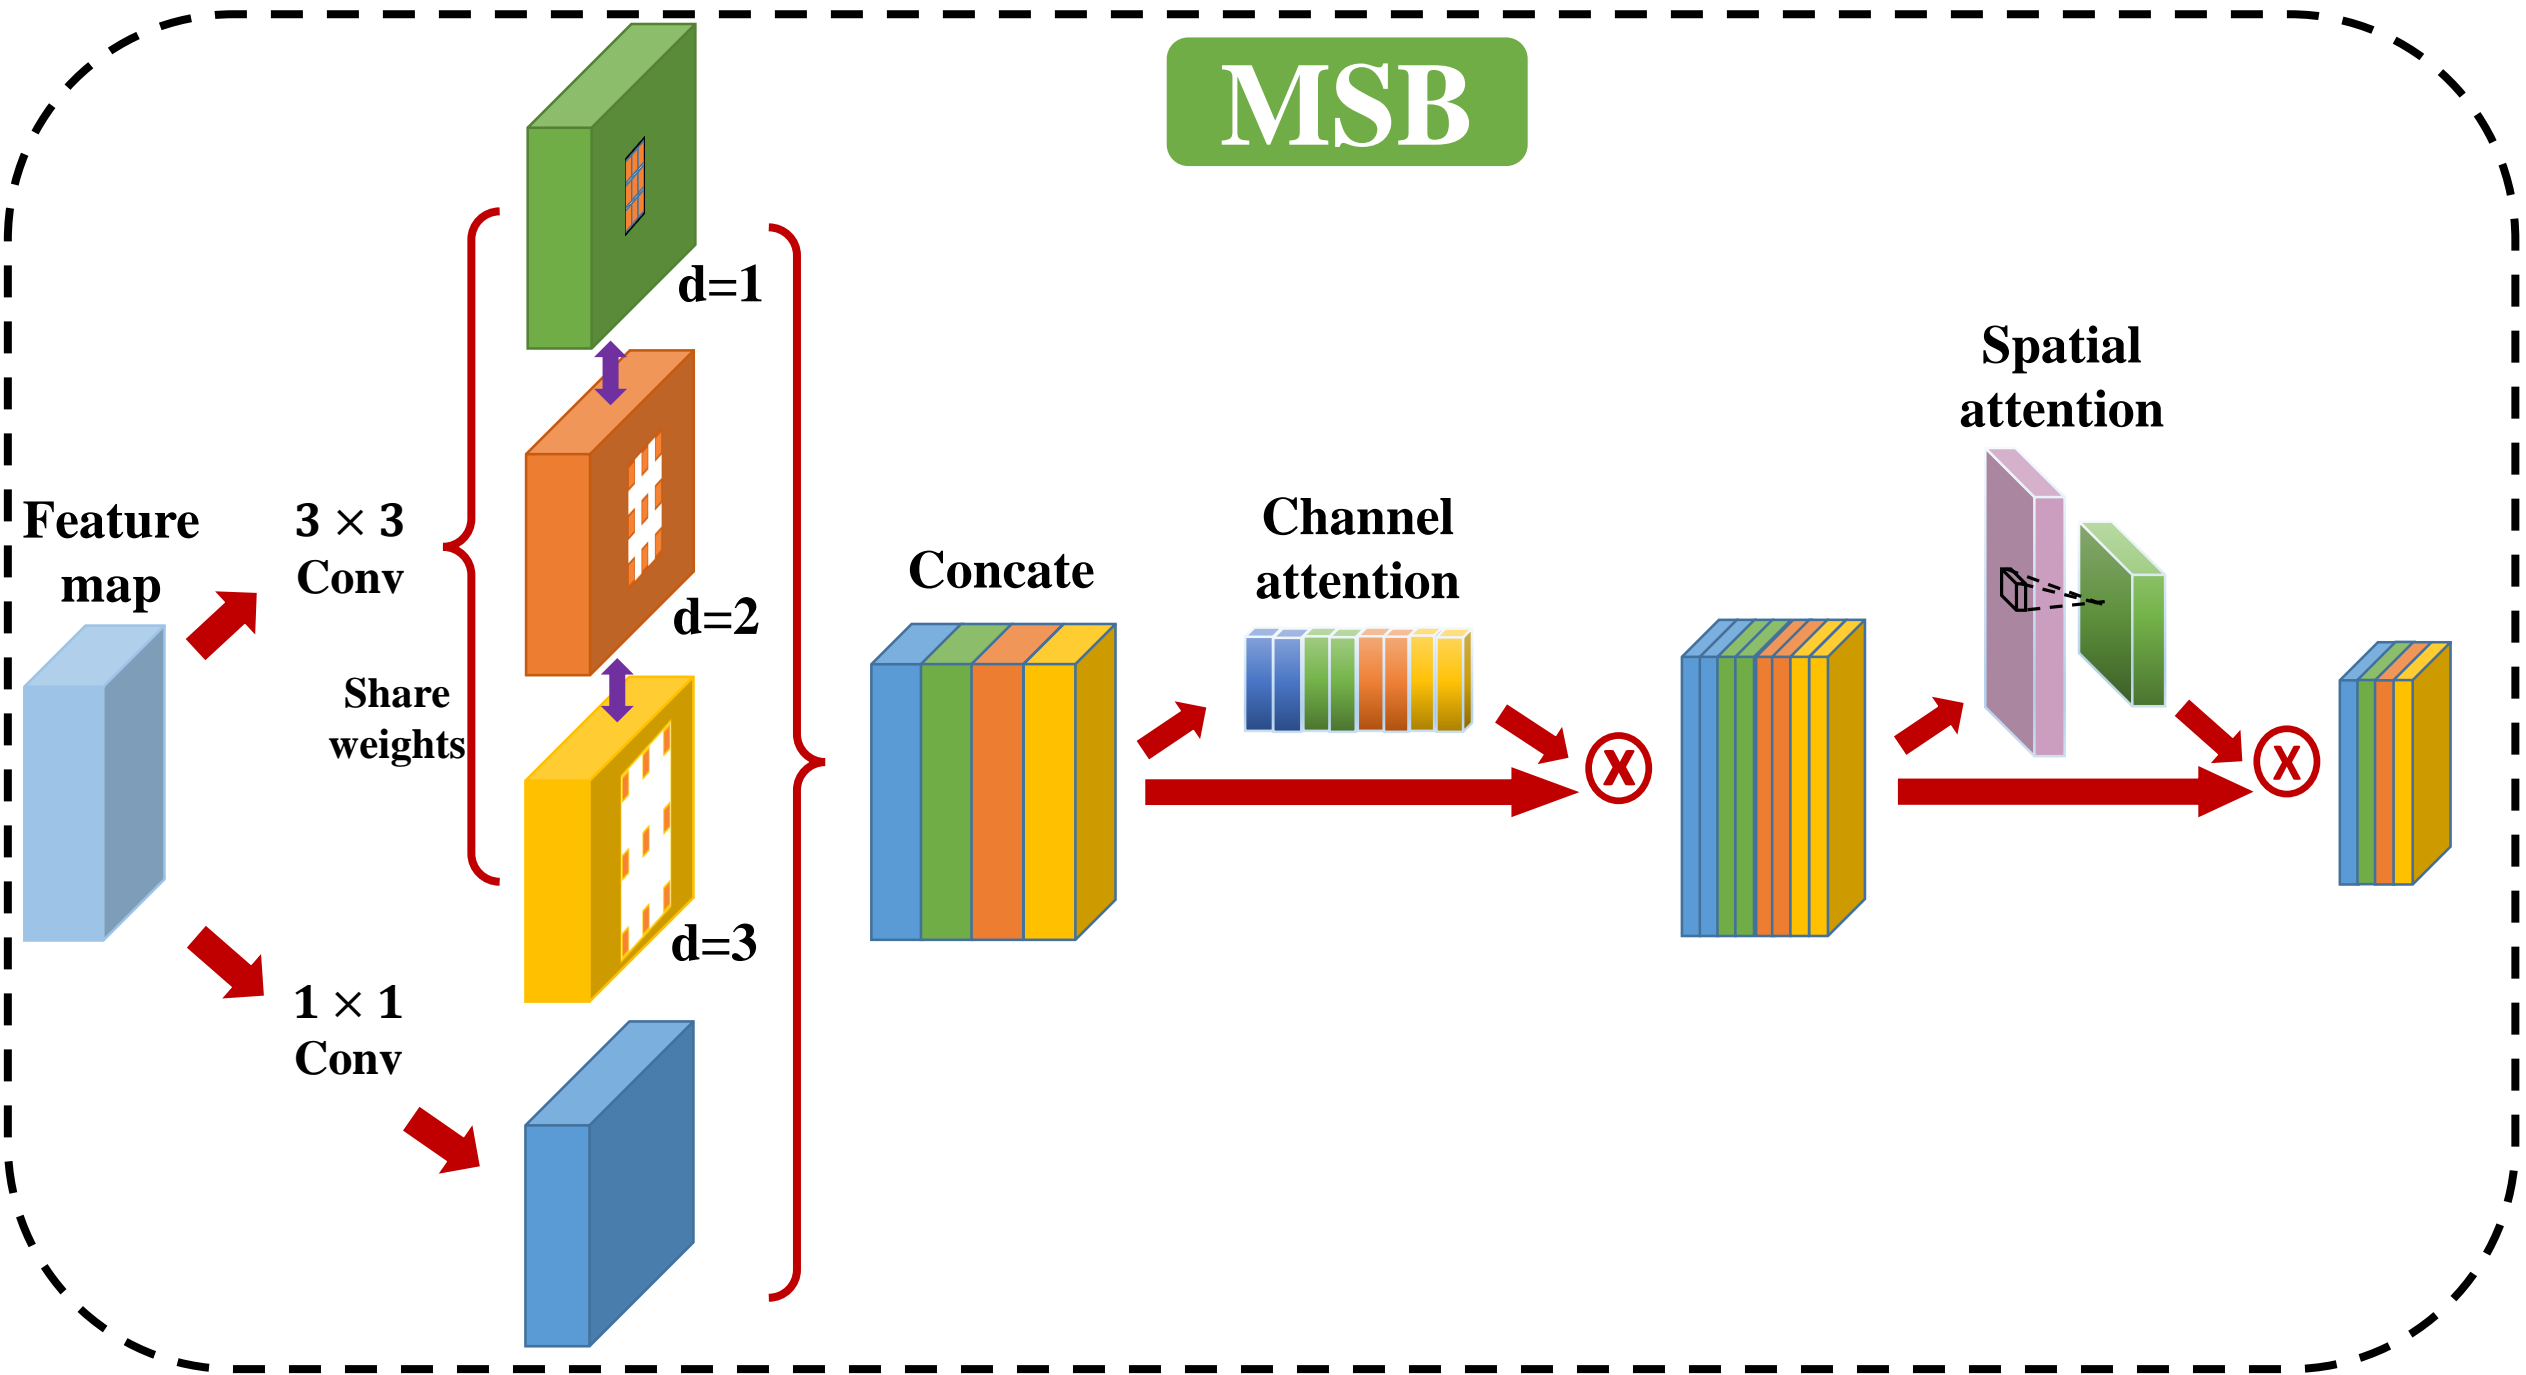 MSB
d=1
Feature
map
3 × 3
Conv
d=2
Share
weights
d=3
1 × 1
Conv
Concate
Channel
attention
X
Spatial
attention
X